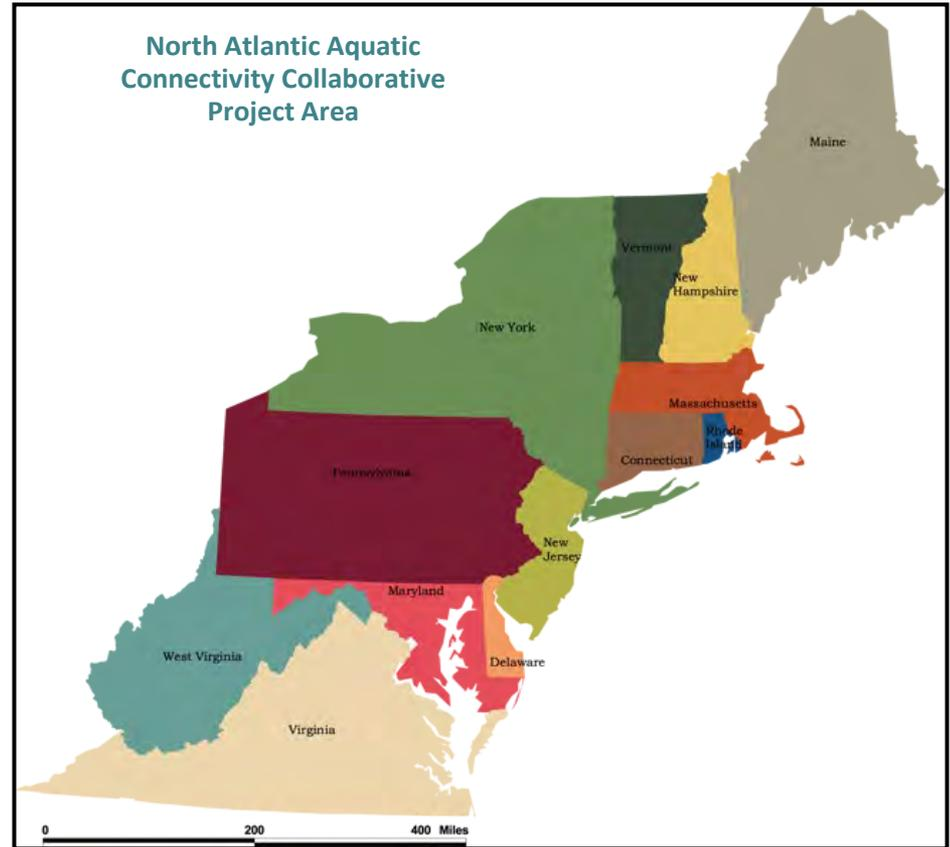 North Atlantic Aquatic
Connectivity Collaborative
Project Area
Maine
Vermont
New
Hampshire
New York
Massachusetts
Rhode
Island
Connecticut
Pennsylvania
New
Jersey
Maryland
West Virginia
Delaware
Virginia
0 200 400 Miles